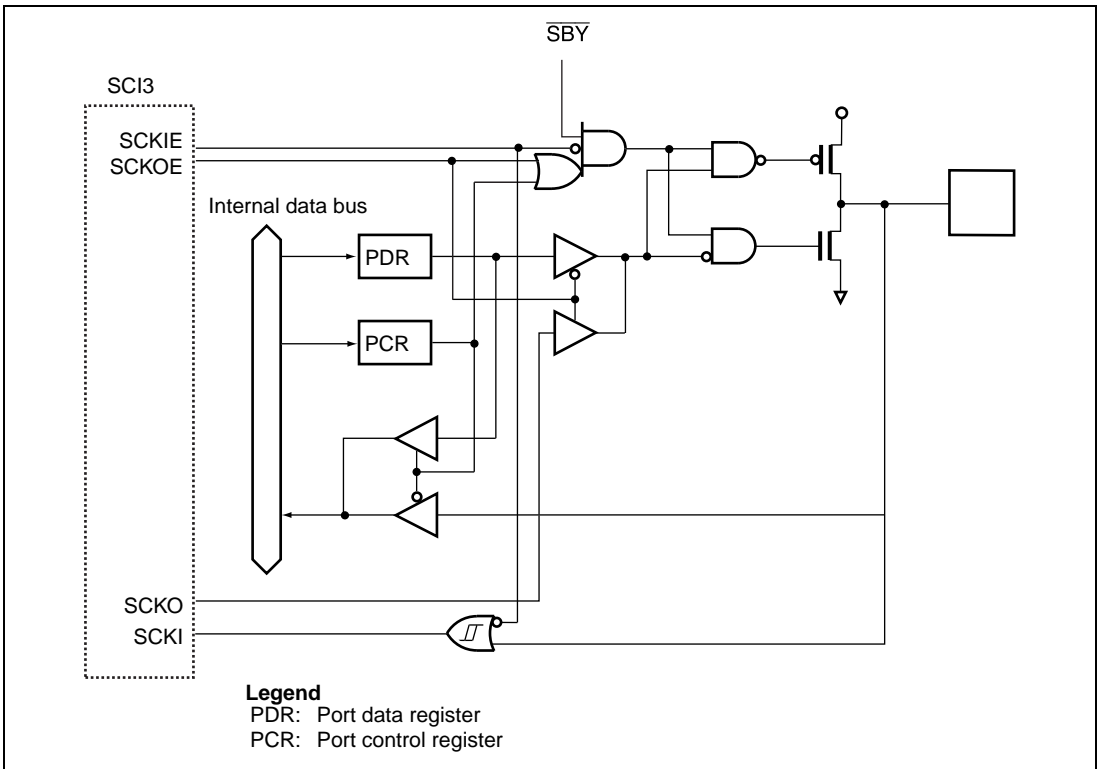 SBY
SCI3
SCKIE
SCKOE
Internal data bus
PDR
PCR
SCKO
SCKI
Legend
PDR: Port data register
PCR: Port control register